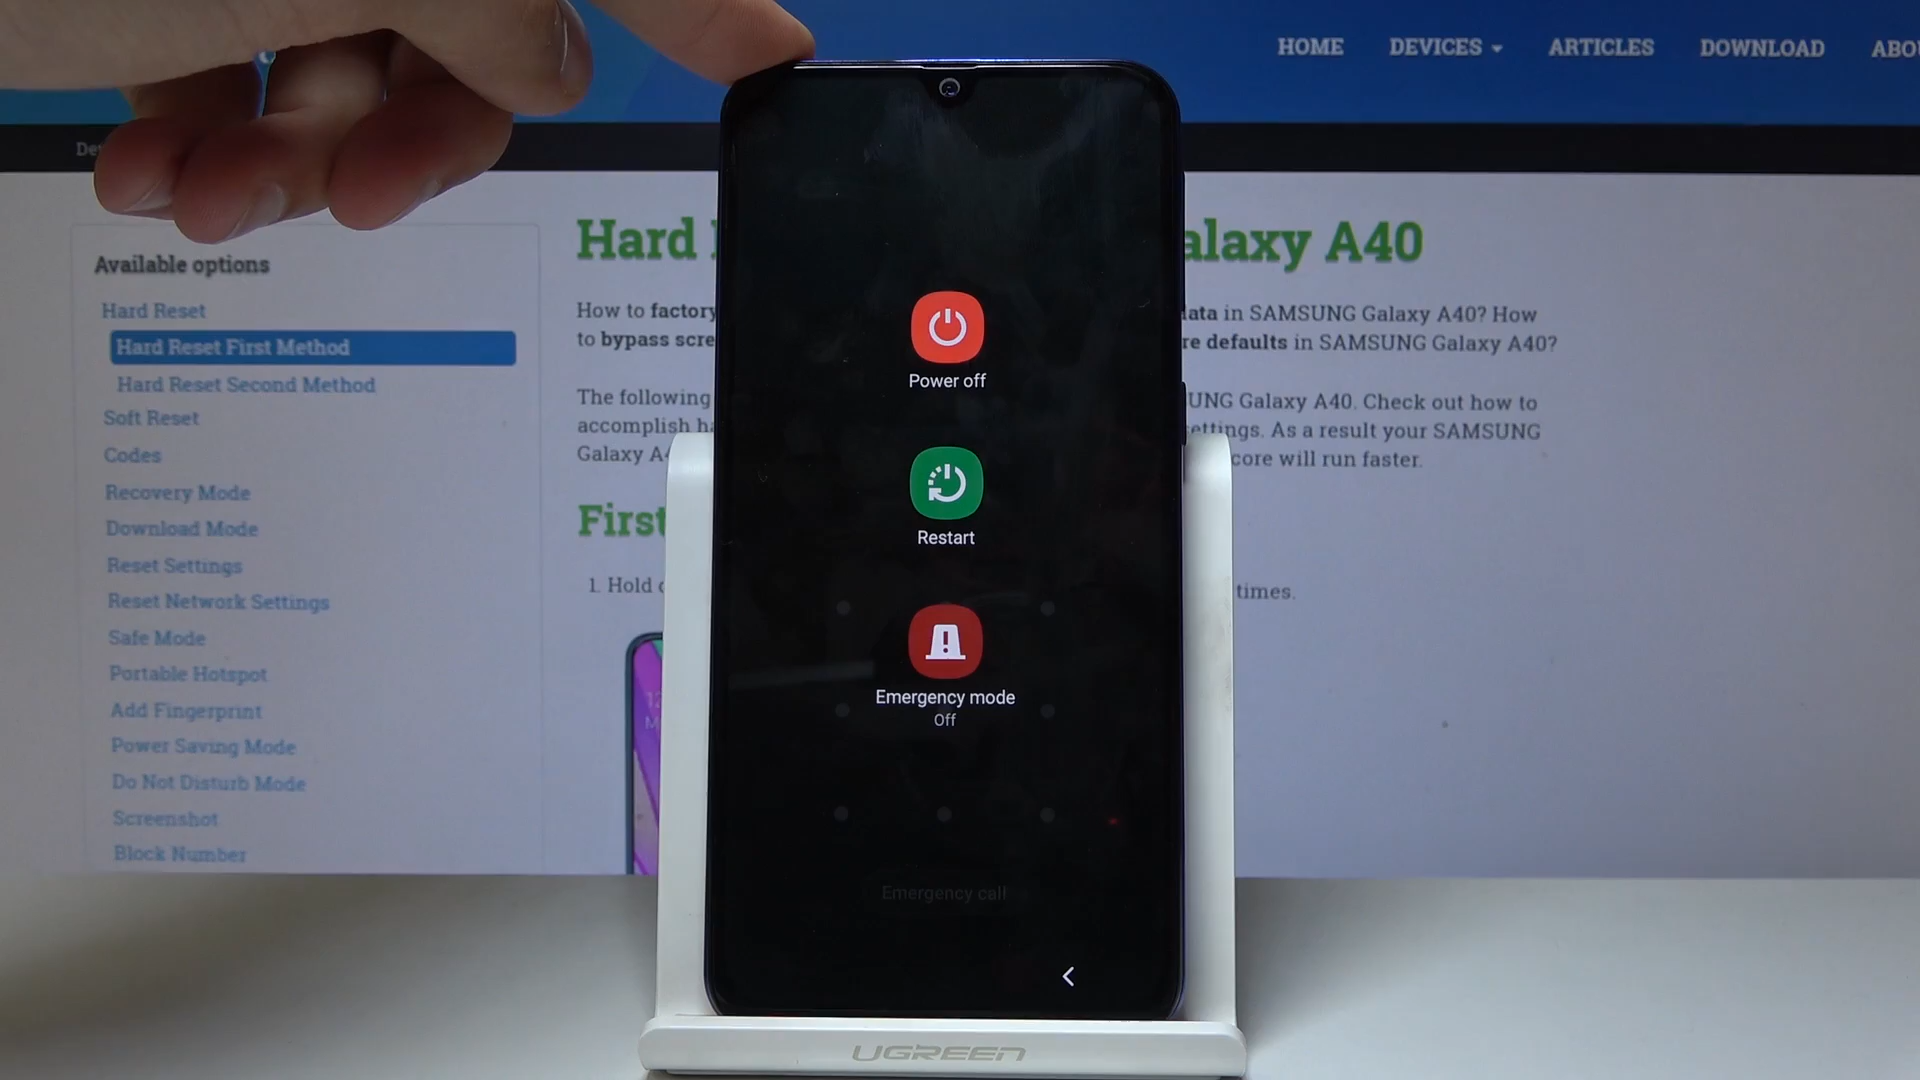 HOME DEVICES ARTICLES DOWNLOAD
Available options
Hard Reset
Hard Reset First Method
Hard Reset Second Method
Soft Reset
Codes
Recovery Mode
Download Mode
Reset Settings
Reset Network Settings
Safe Mode
Portable Hotspot
Add Fingerprint
Power Saving Mode
Do Not Disturb Mode
Screenshot
Block Number
Hard alaxy A40
How to factory data in SAMSUNG Galaxy A40? How
to bypass scre re defaults in SAMSUNG Galaxy A40?
The following UNG Galaxy A40. Check out how to
accomplish ha ettings. As a result your SAMSUNG
Galaxy A4 core will run faster.
First
1. Hold times.
Power off
Restart
Emergency mode
Off
Emergency call
UGREEN